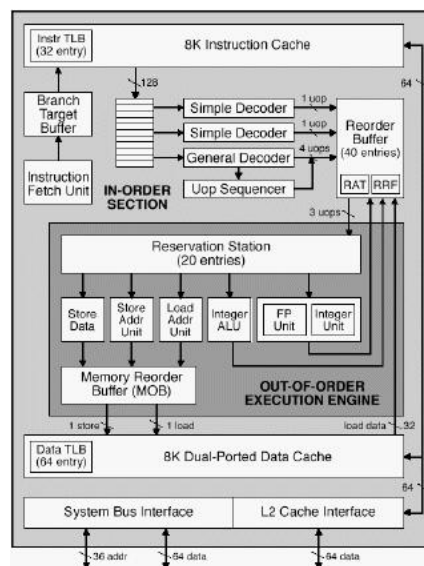 Instr TLB
(32 entry)
8K Instruction Cache
128
64
Branch
Target
Buffer
Instruction
Fetch Unit
Simple Decoder
1 uop
Simple Decoder
1 uop
General Decoder
4 uops
Uop Sequencer
IN-ORDER
SECTION
Reorder
Buffer
(40 entries)
RAT
RRF
3 uops
Reservation Station
(20 entries)
Store
Data
Store
Addr
Unit
Load
Addr
Unit
Integer
ALU
FP
Unit
Integer
Unit
Memory Reorder
Buffer (MOB)
OUT-OF-ORDER
EXECUTION ENGINE
1 store
1 load
load data
32
Data TLB
(64 entry)
8K Dual-Ported Data Cache
64
System Bus Interface
L2 Cache Interface
36 addr
64 data
64 data